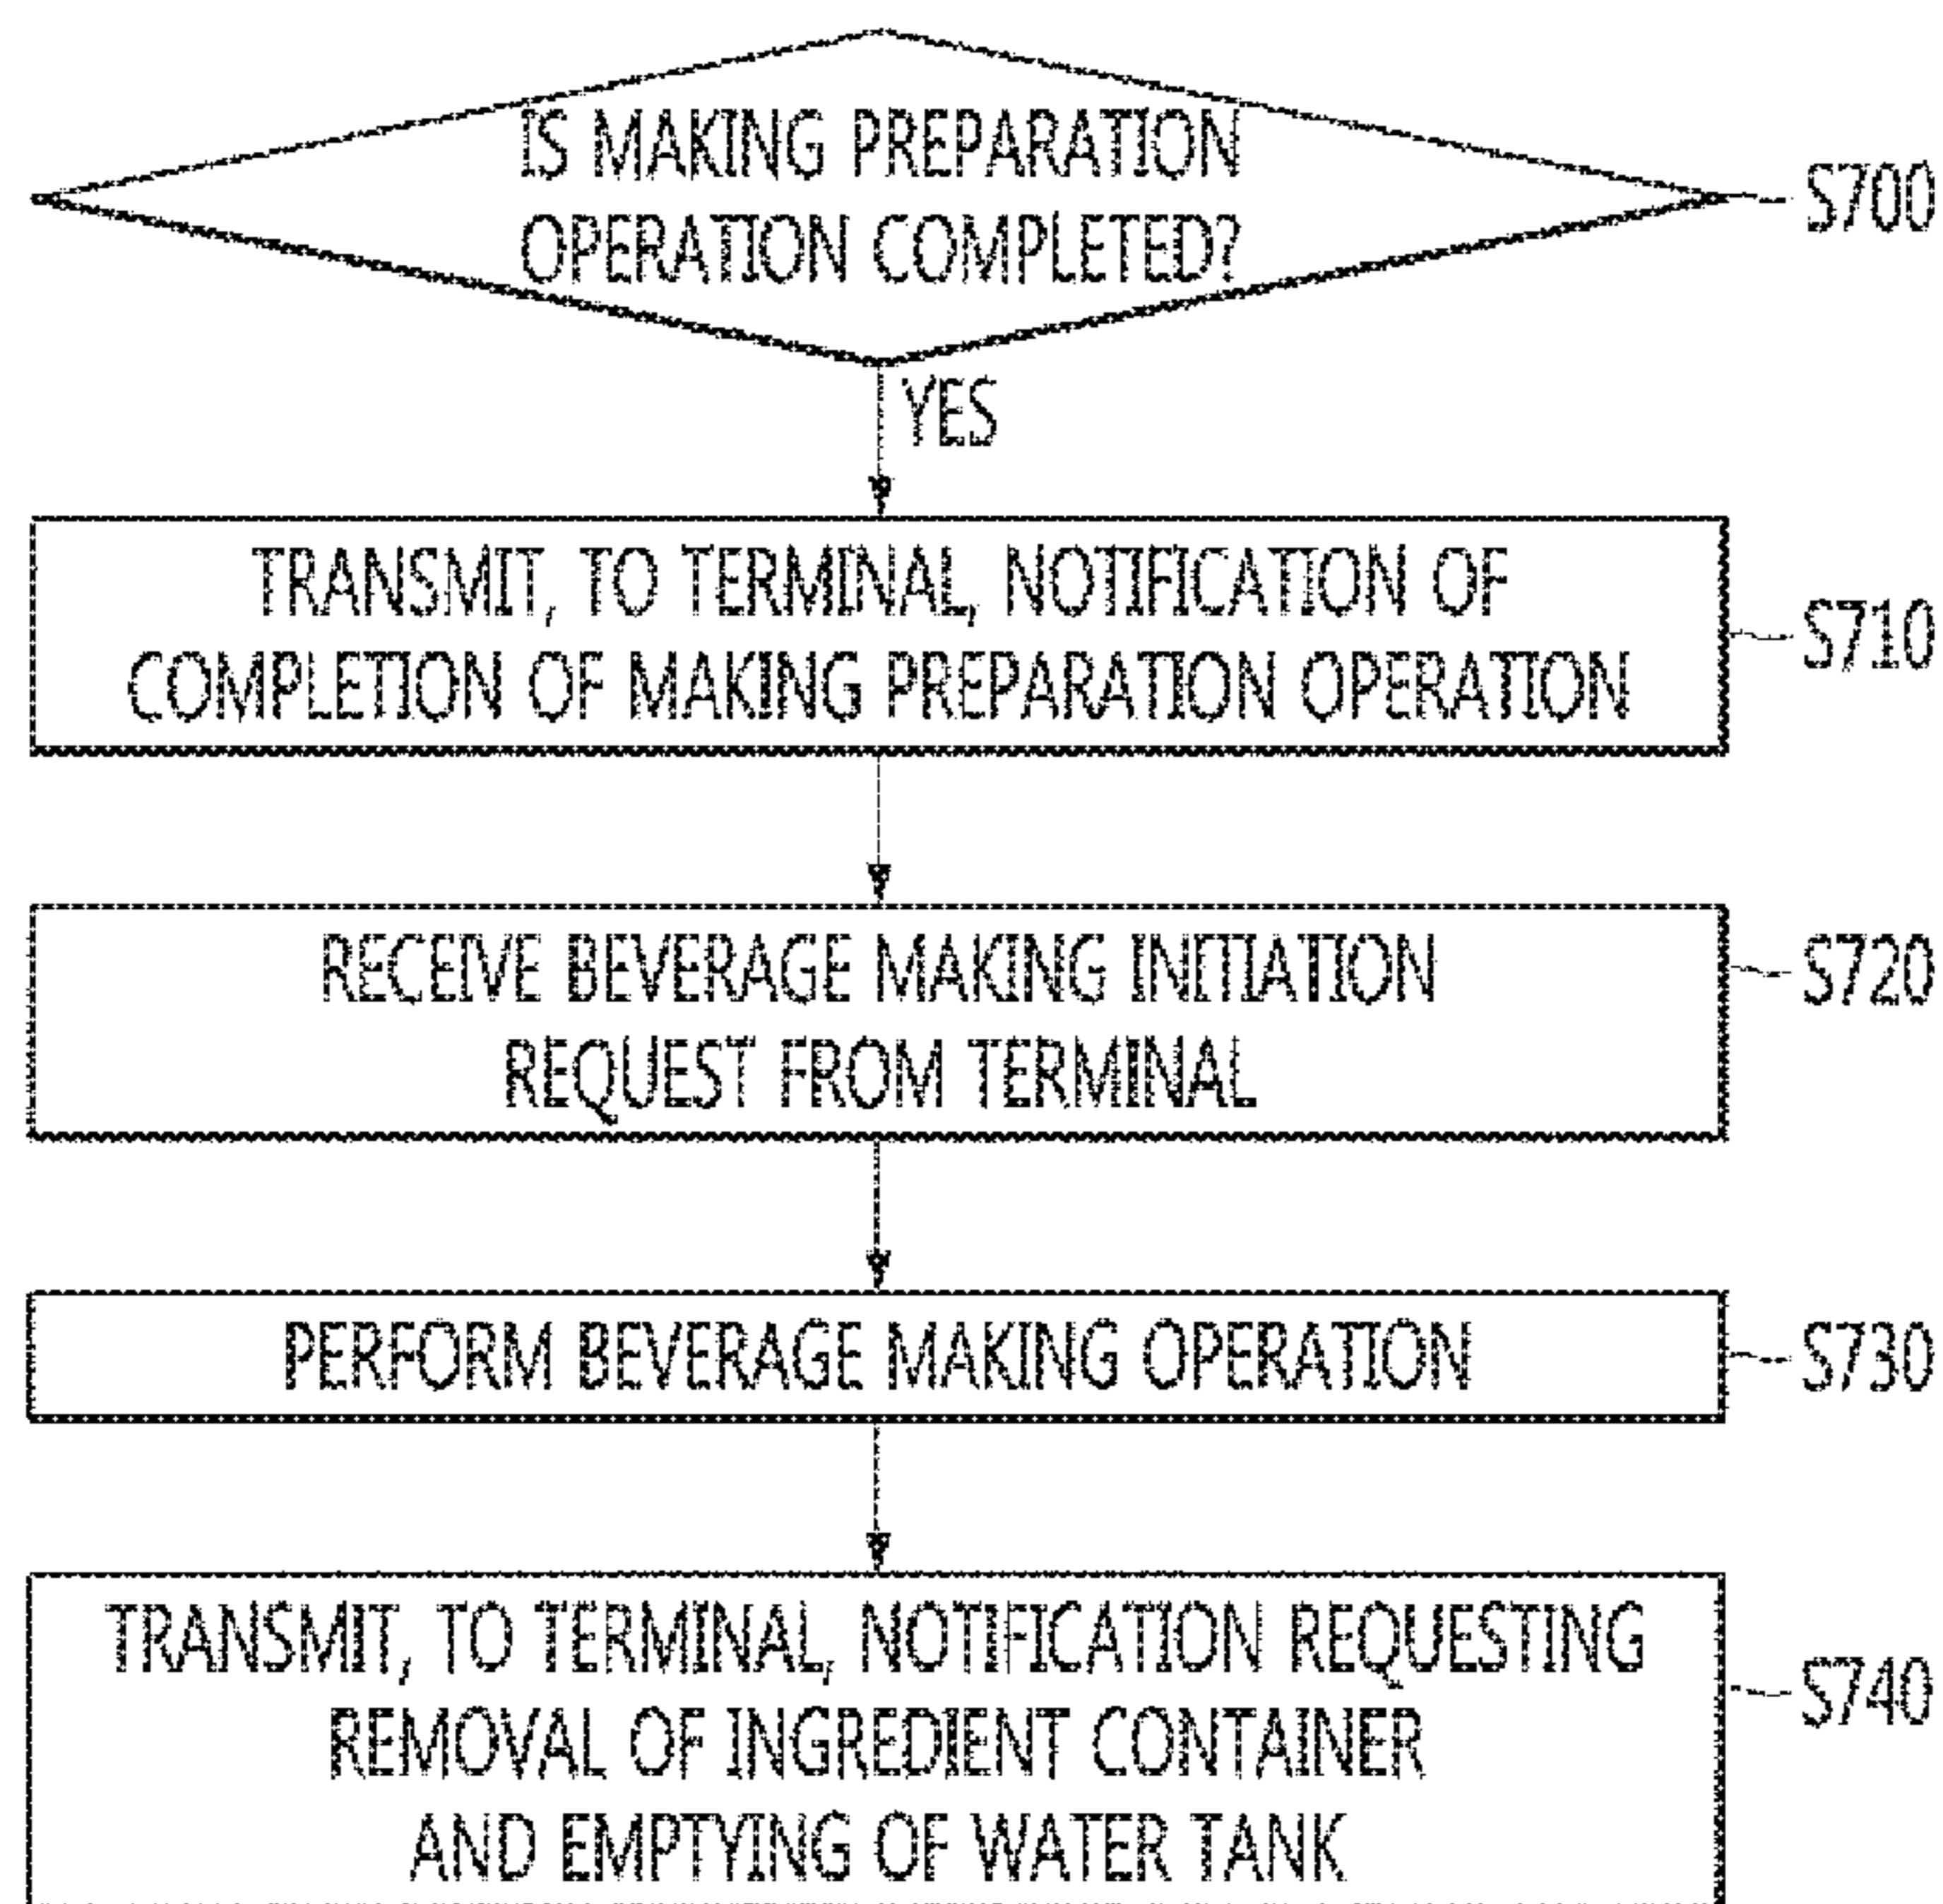 IS MAKING PREPARATION
OPERATION COMPLETED?
S700
YES
TRANSMIT, TO TERMINAL, NOTIFICATION OF
COMPLETION OF MAKING PREPARATION OPERATION
S710
RECEIVE BEVERAGE MAKING INITIATION
REQUEST FROM TERMINAL
S720
PERFORM BEVERAGE MAKING OPERATION
S730
TRANSMIT, TO TERMINAL, NOTIFICATION REQUESTING
REMOVAL OF INGREDIENT CONTAINER
AND EMPTYING OF WATER TANK
S740